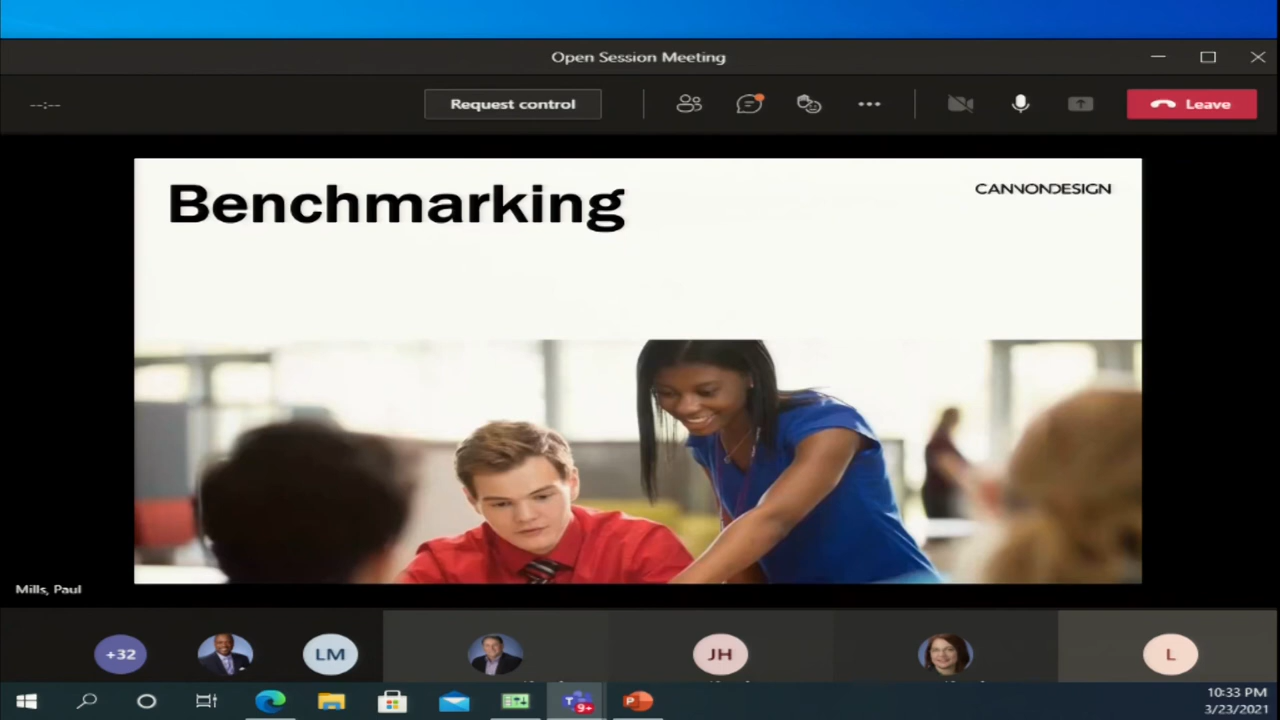 Open Session Meeting
--:--
Request control
Leave
Benchmarking
CANNONDESIGN
Mills, Paul
+32
LM
JH
L
T
9+
P
10:33 PM
3/23/2021